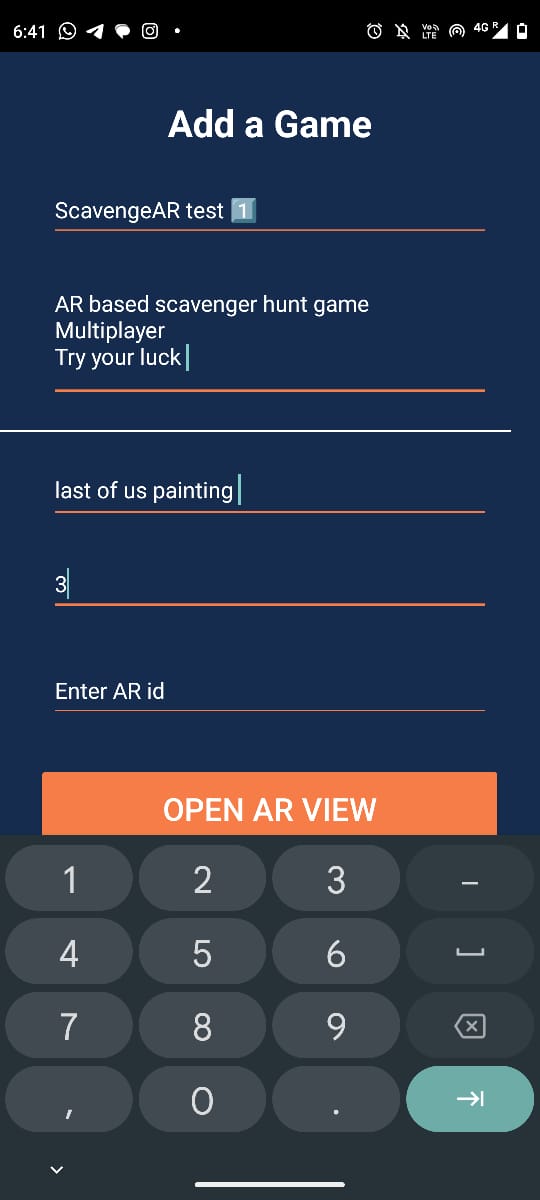 6:41
VoLTE
4G R
Add a Game
ScavengeAR test 1️⃣
AR based scavenger hunt game
Multiplayer
Try your luck
last of us painting
3
Enter AR id
OPEN AR VIEW
1 2 3 –
4 5 6
7 8 9
, 0 .